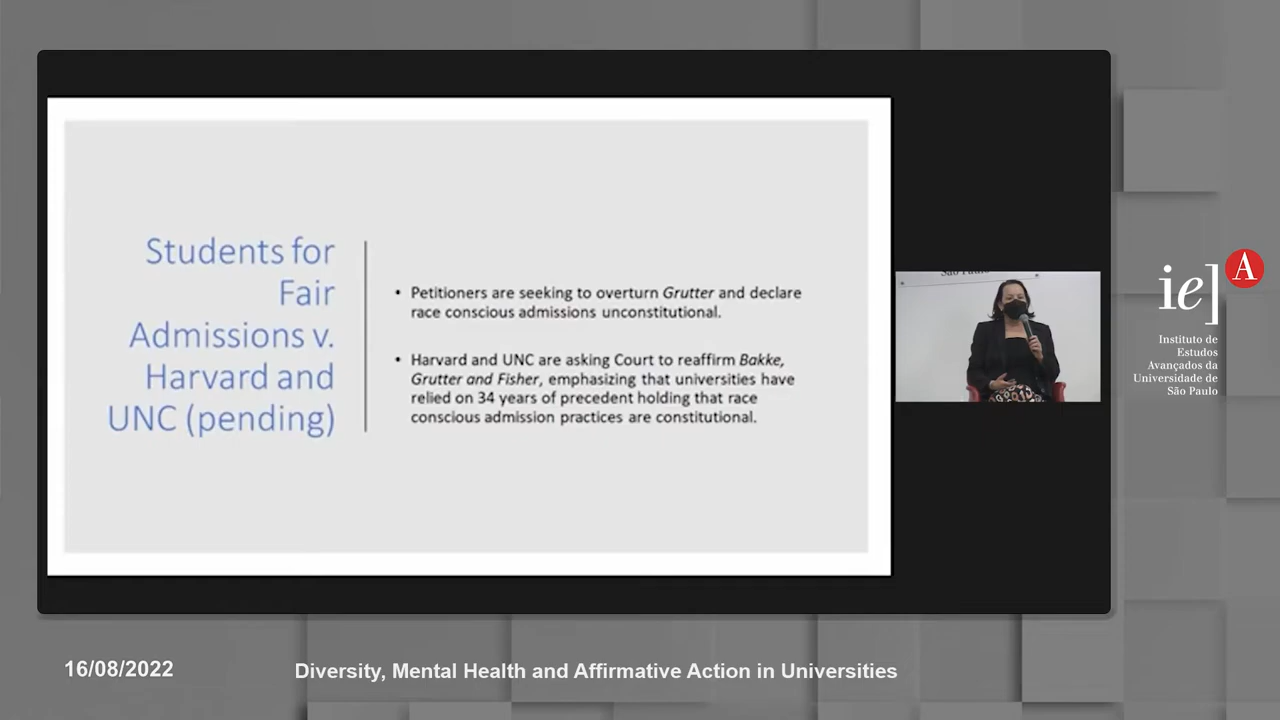 Students for
Fair
Admissions v.
Harvard and
UNC (pending)
• Petitioners are seeking to overturn Grutter and declare
race conscious admissions unconstitutional.
• Harvard and UNC are asking Court to reaffirm Bakke,
Grutter and Fisher, emphasizing that universities have
relied on 34 years of precedent holding that race
conscious admission practices are constitutional.
São Paulo
ie] A
Instituto de
Estudos
Avançados da
Universidade de
São Paulo
16/08/2022
Diversity, Mental Health and Affirmative Action in Universities